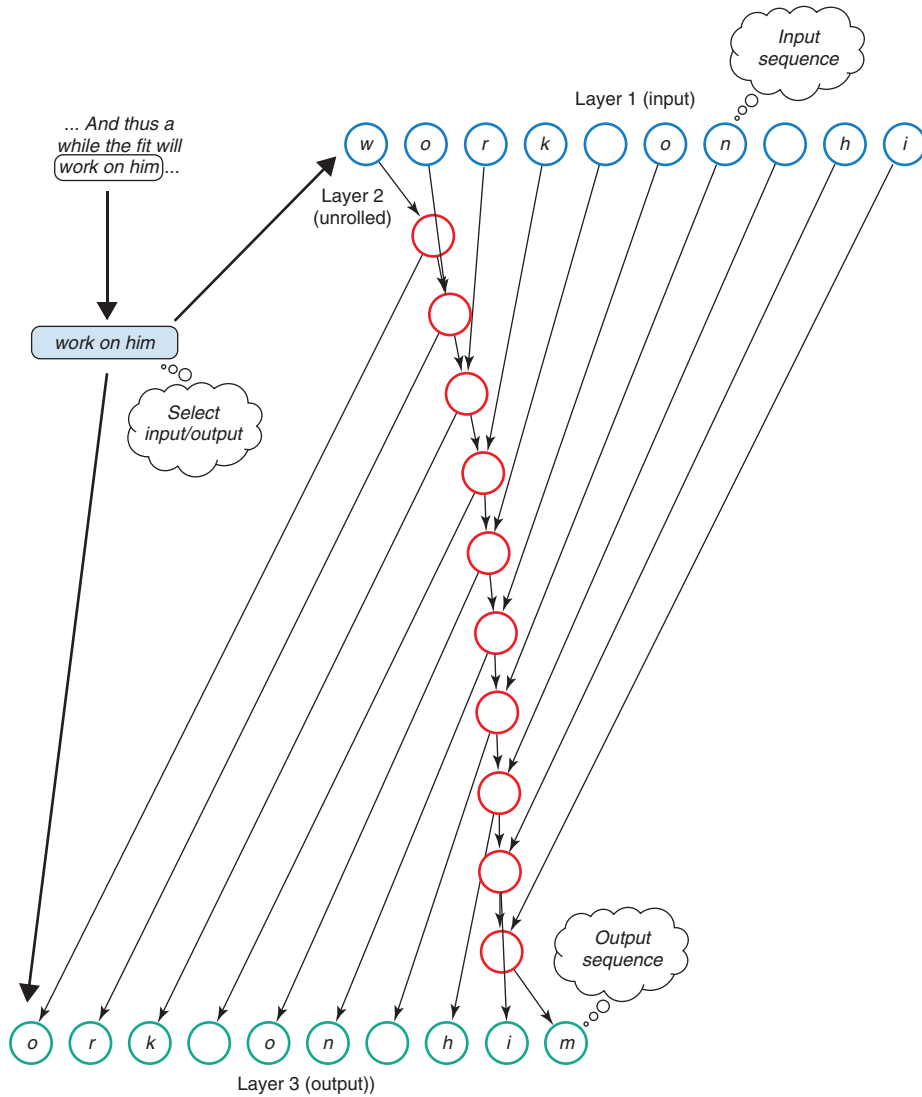 Input
sequence
Layer 1 (input)
... And thus a
while the fit will
work on him ...
w o r k o n h i
Layer 2
(unrolled)
work on him
Select
input/output
Output
sequence
o r k o n h i m
Layer 3 (output))